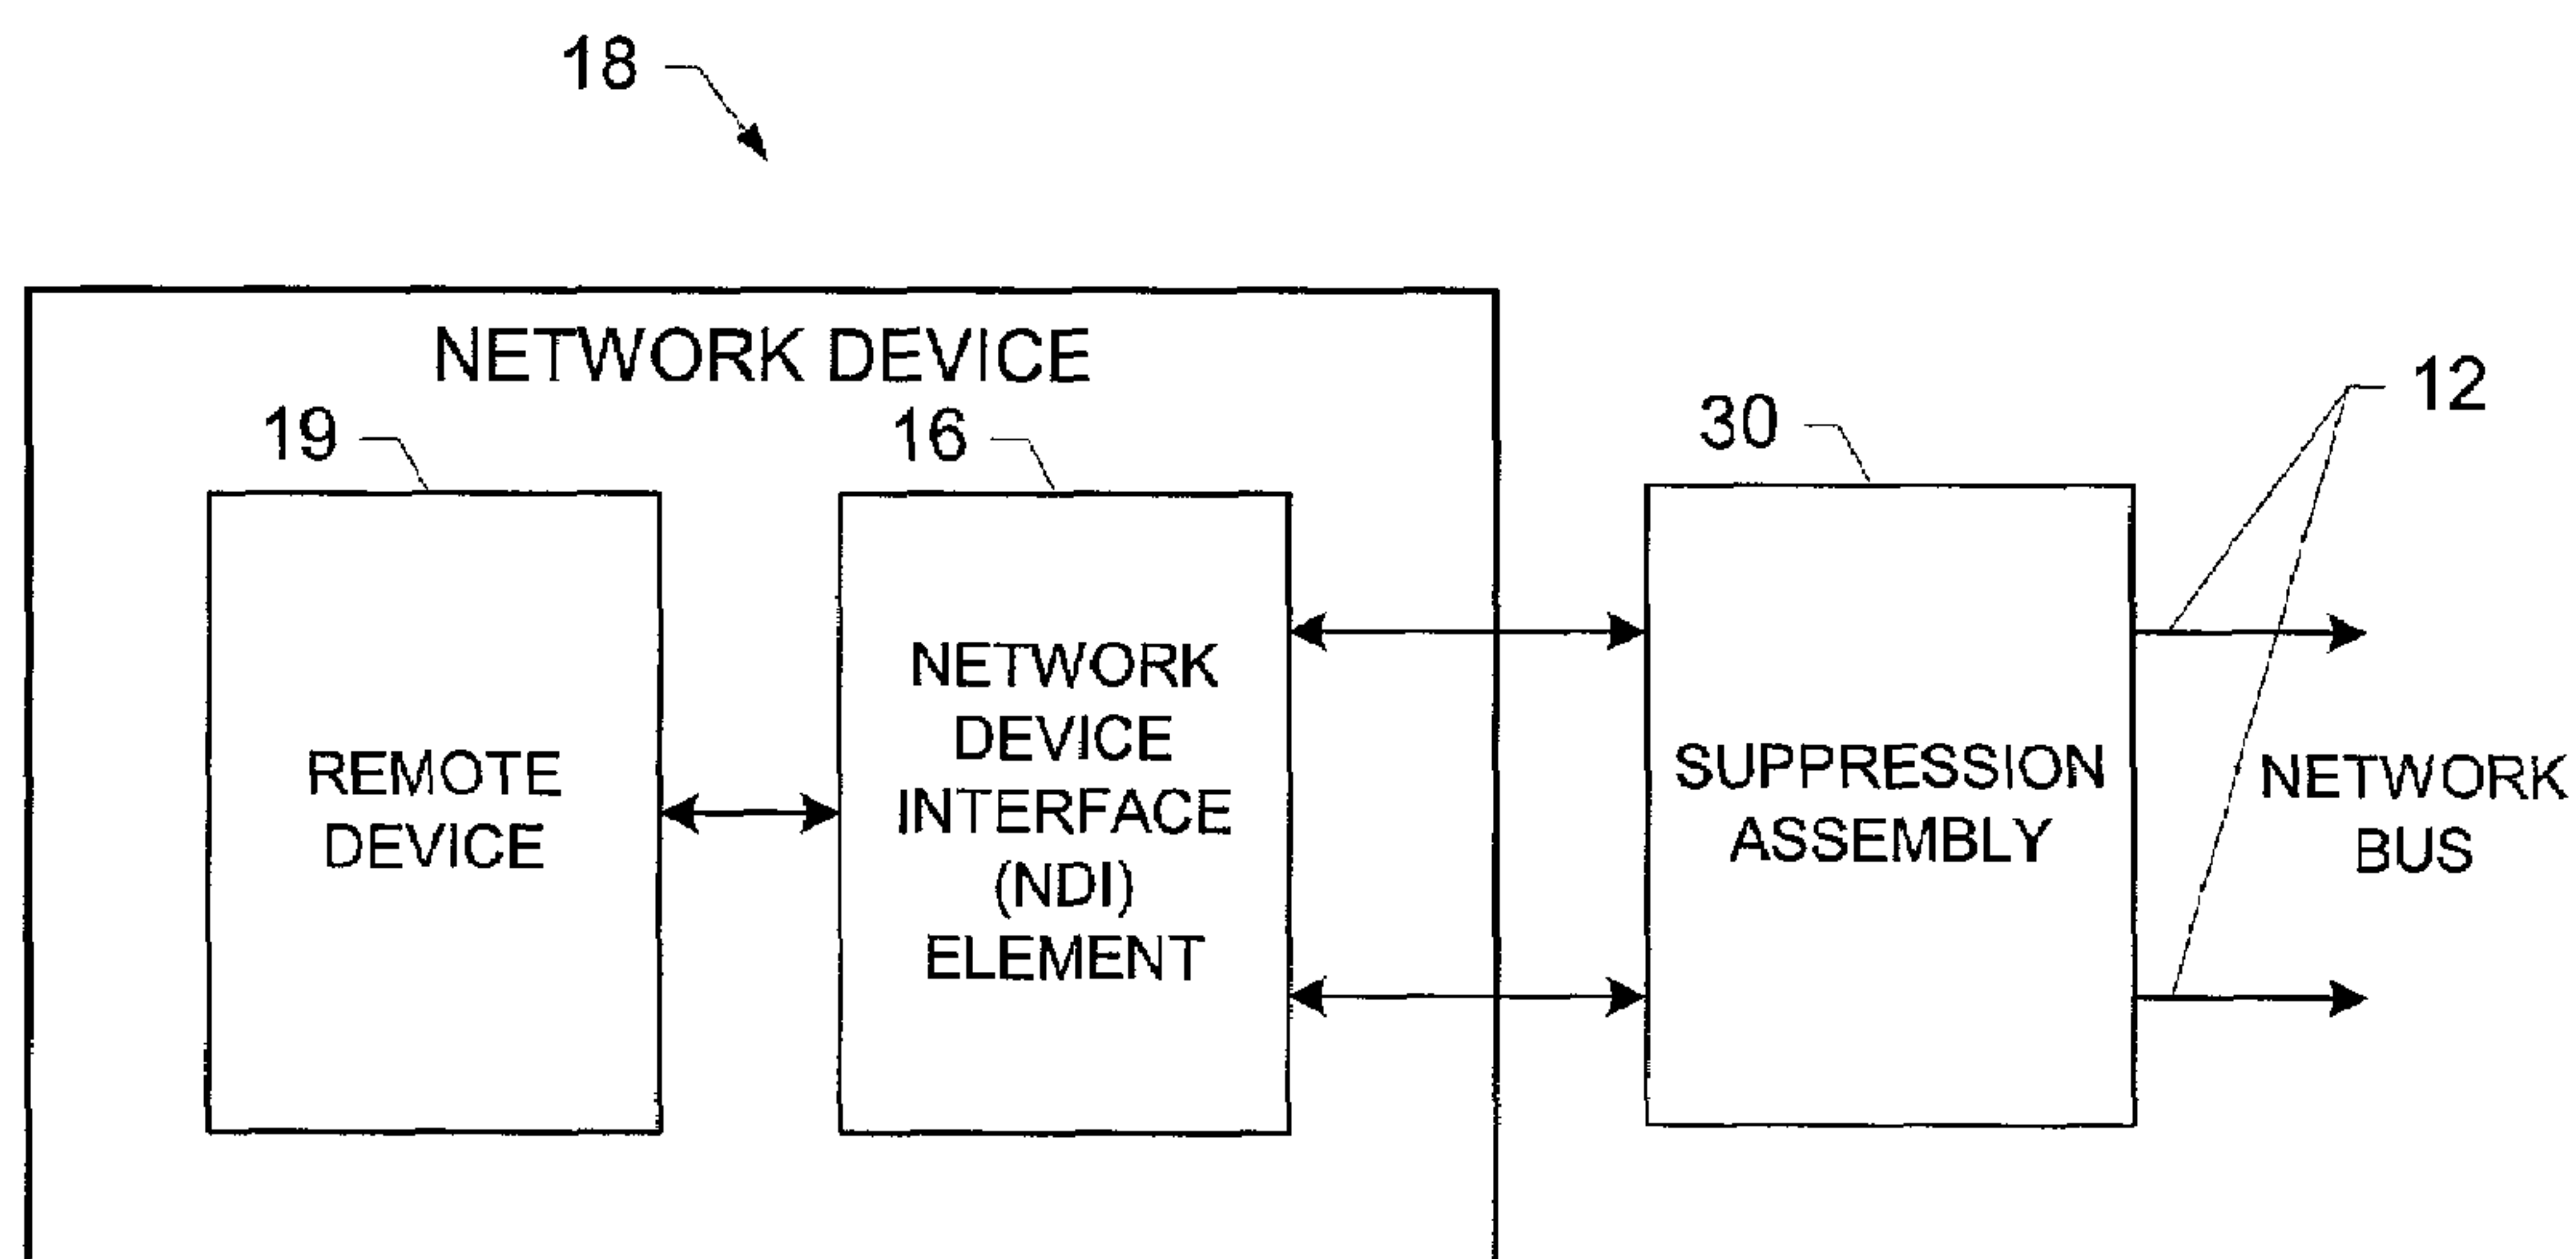 18
NETWORK DEVICE
12
19
16
30
REMOTE
DEVICE
NETWORK
DEVICE
INTERFACE
(NDI)
ELEMENT
SUPPRESSION
ASSEMBLY
NETWORK
BUS